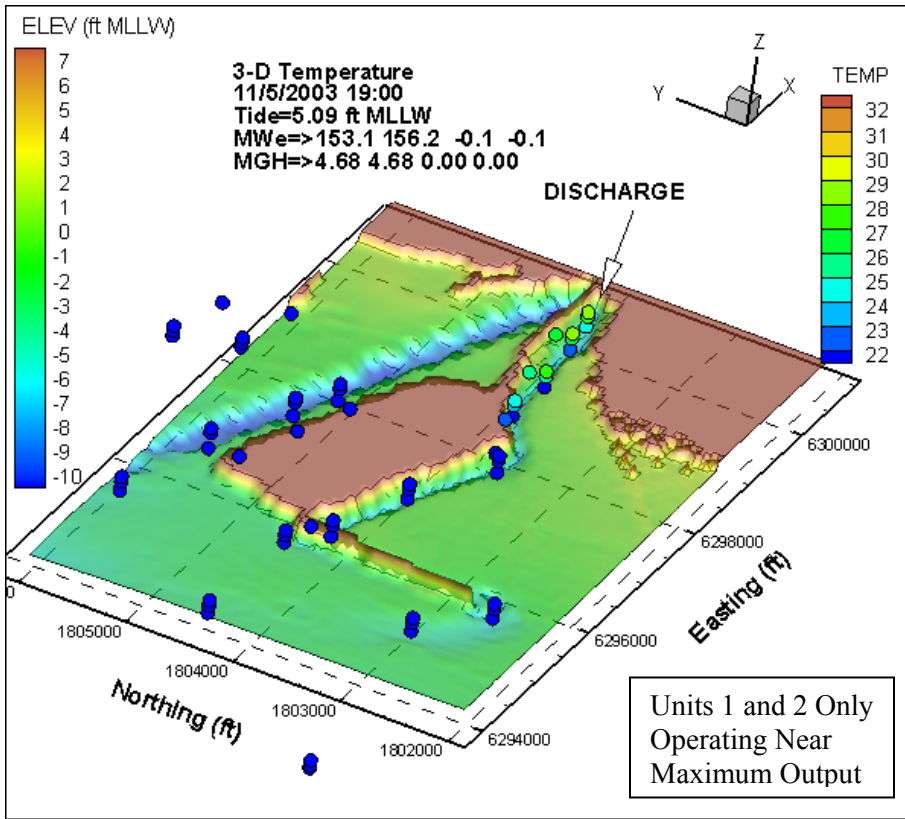 ELEV (ft MLLW)
7
6
5
4
3
2
1
0
-1
-2
-3
-4
-5
-6
-7
-8
-9
-10
3-D Temperature
11/5/2003 19:00
Tide=5.09 ft MLLW
MWe=>153.1 156.2 -0.1 -0.1
MGH=>4.68 4.68 0.00 0.00
Z
Y
X
TEMP
32
31
30
29
28
27
26
25
24
23
22
DISCHARGE
6300000
6298000
6296000
6294000
Easting (ft)
0
1805000
1804000
1803000
1802000
Northing (ft)
Units 1 and 2 Only
Operating Near
Maximum Output